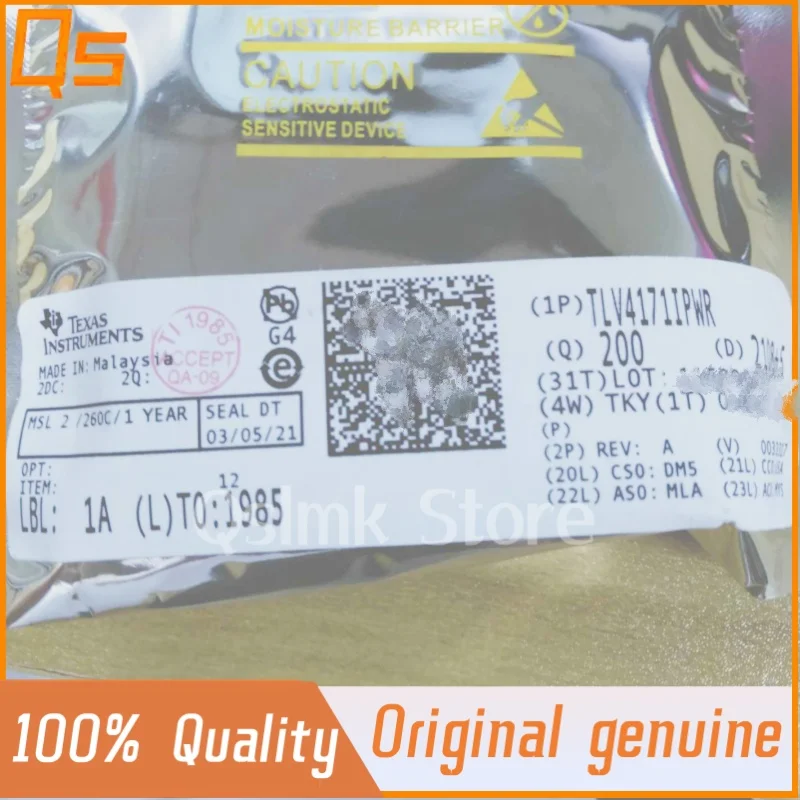 QS
MOISTURE BARRIER
CAUTION
ELECTROSTATIC
SENSITIVE DEVICE
TEXAS
INSTRUMENTS
MADE IN: Malaysia
2DC: 2Q:
TI 1985
ACCEPT
QA-09
Pb
G4
e
MSL 2 /260C/1 YEAR
SEAL DT
03/05/21
OPT:
ITEM: 12
LBL: 1A (L)TO:1985
(1P) TLV4171IPWR
(Q) 200 (D)
(31T)LOT:
(4W) TKY(1T)
(P)
(2P) REV: A (V)
(20L) CSO: DM5 (21L)
(22L) ASO: MLA (23L)
Qslmk Store
100% Quality
Original genuine